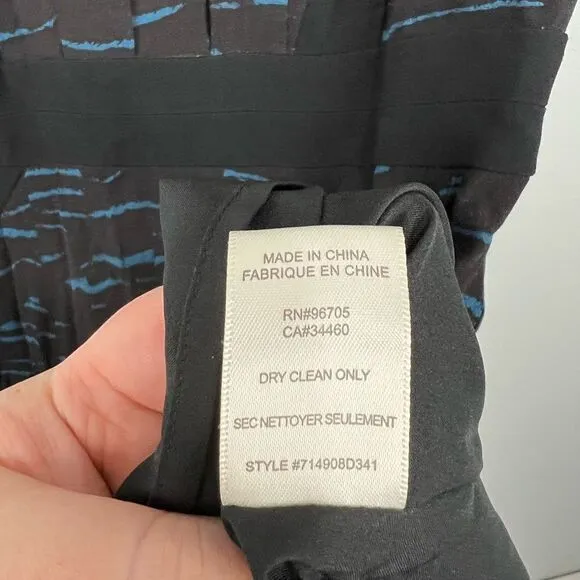 MADE IN CHINA
FABRIQUE EN CHINE
RN#96705
CA#34460
DRY CLEAN ONLY
SEC NETTOYER SEULEMENT
STYLE #714908D341